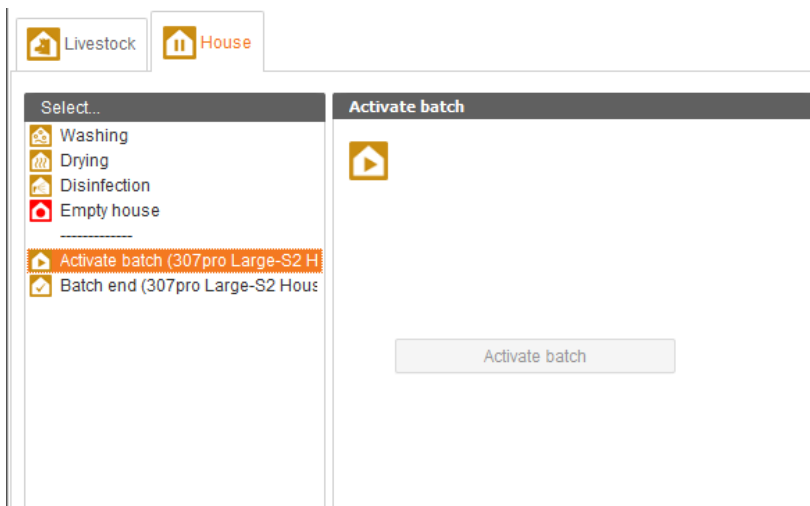 Livestock
House
Select...
Washing
Drying
Disinfection
Empty house
-------------
Activate batch (307pro Large-S2 H
Batch end (307pro Large-S2 Hous
Activate batch
Activate batch